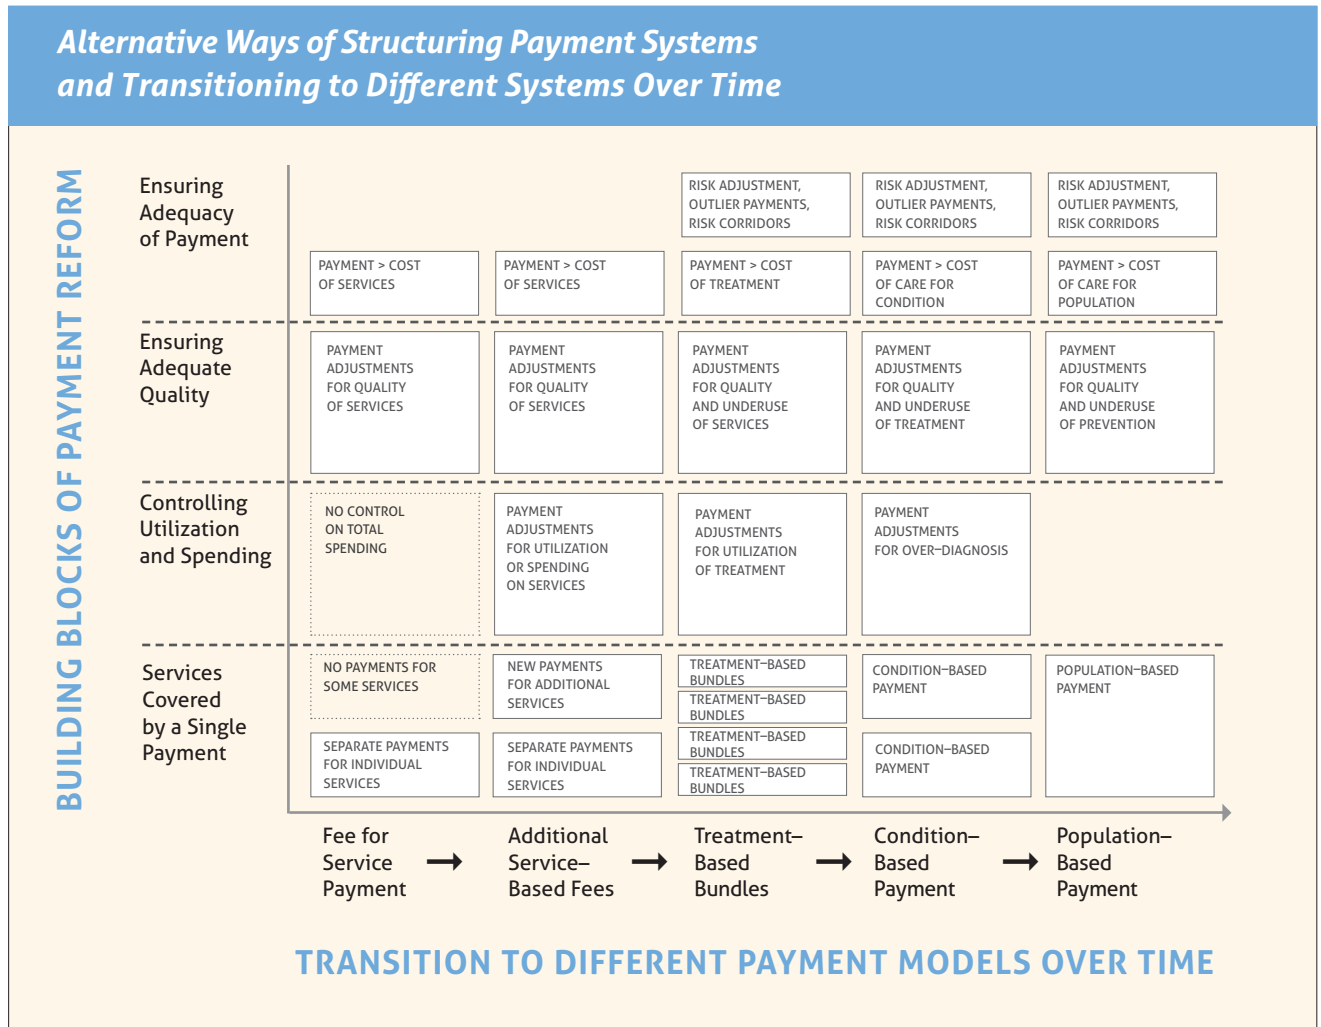 Alternative Ways of Structuring Payment Systems
and Transitioning to Different Systems Over Time
BUILDING BLOCKS OF PAYMENT REFORM
Ensuring
Adequacy
of Payment
RISK ADJUSTMENT,
OUTLIER PAYMENTS,
RISK CORRIDORS
RISK ADJUSTMENT,
OUTLIER PAYMENTS,
RISK CORRIDORS
RISK ADJUSTMENT,
OUTLIER PAYMENTS,
RISK CORRIDORS
PAYMENT > COST
OF SERVICES
PAYMENT > COST
OF SERVICES
PAYMENT > COST
OF TREATMENT
PAYMENT > COST
OF CARE FOR
CONDITION
PAYMENT > COST
OF CARE FOR
POPULATION
Ensuring
Adequate
Quality
PAYMENT
ADJUSTMENTS
FOR QUALITY
OF SERVICES
PAYMENT
ADJUSTMENTS
FOR QUALITY
OF SERVICES
PAYMENT
ADJUSTMENTS
FOR QUALITY
AND UNDERUSE
OF SERVICES
PAYMENT
ADJUSTMENTS
FOR QUALITY
AND UNDERUSE
OF TREATMENT
PAYMENT
ADJUSTMENTS
FOR QUALITY
AND UNDERUSE
OF PREVENTION
Controlling
Utilization
and Spending
NO CONTROL
ON TOTAL
SPENDING
PAYMENT
ADJUSTMENTS
FOR UTILIZATION
OR SPENDING
ON SERVICES
PAYMENT
ADJUSTMENTS
FOR UTILIZATION
OF TREATMENT
PAYMENT
ADJUSTMENTS
FOR OVER–DIAGNOSIS
Services
Covered
by a Single
Payment
NO PAYMENTS FOR
SOME SERVICES
SEPARATE PAYMENTS
FOR INDIVIDUAL
SERVICES
NEW PAYMENTS
FOR ADDITIONAL
SERVICES
SEPARATE PAYMENTS
FOR INDIVIDUAL
SERVICES
TREATMENT–BASED
BUNDLES
TREATMENT–BASED
BUNDLES
TREATMENT–BASED
BUNDLES
TREATMENT–BASED
BUNDLES
CONDITION–BASED
PAYMENT
CONDITION–BASED
PAYMENT
POPULATION–BASED
PAYMENT
Fee for
Service
Payment
Additional
Service–
Based Fees
Treatment–
Based
Bundles
Condition–
Based
Payment
Population–
Based
Payment
TRANSITION TO DIFFERENT PAYMENT MODELS OVER TIME